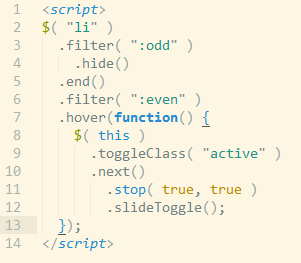 1 <script>
2 $( "li" )
3 .filter( ":odd" )
4 .hide()
5 .end()
6 .filter( ":even" )
7 .hover(function() {
8 $( this )
9 .toggleClass( "active" )
10 .next()
11 .stop( true, true )
12 .slideToggle();
13 });
14 </script>